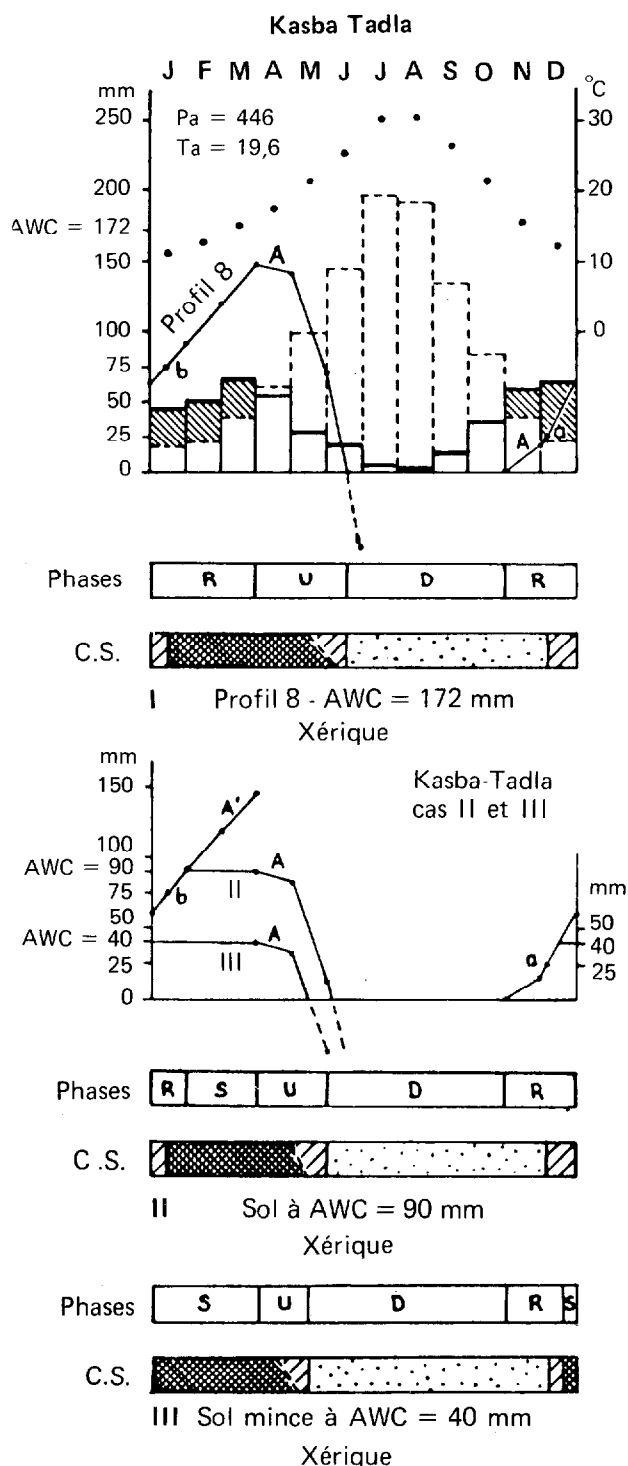 Kasba Tadla
J F M A M J J A S O N D
mm °C
250 Pa = 446 30
Ta = 19,6
200 20
AWC = 172
150 A 10
Profil 8
100 0
b
75
50
25 A a
0
Phases R U D R
C.S.
I Profil 8 - AWC = 172 mm
Xérique
mm
150 Kasba-Tadla
A' cas II et III
100
AWC = 90 A mm
75 b II
50 50
AWC = 40 A 40
25 III a 25
0
Phases R S U D R
C.S.
II Sol à AWC = 90 mm
Xérique
Phases S U D R S
C.S.
III Sol mince à AWC = 40 mm
Xérique